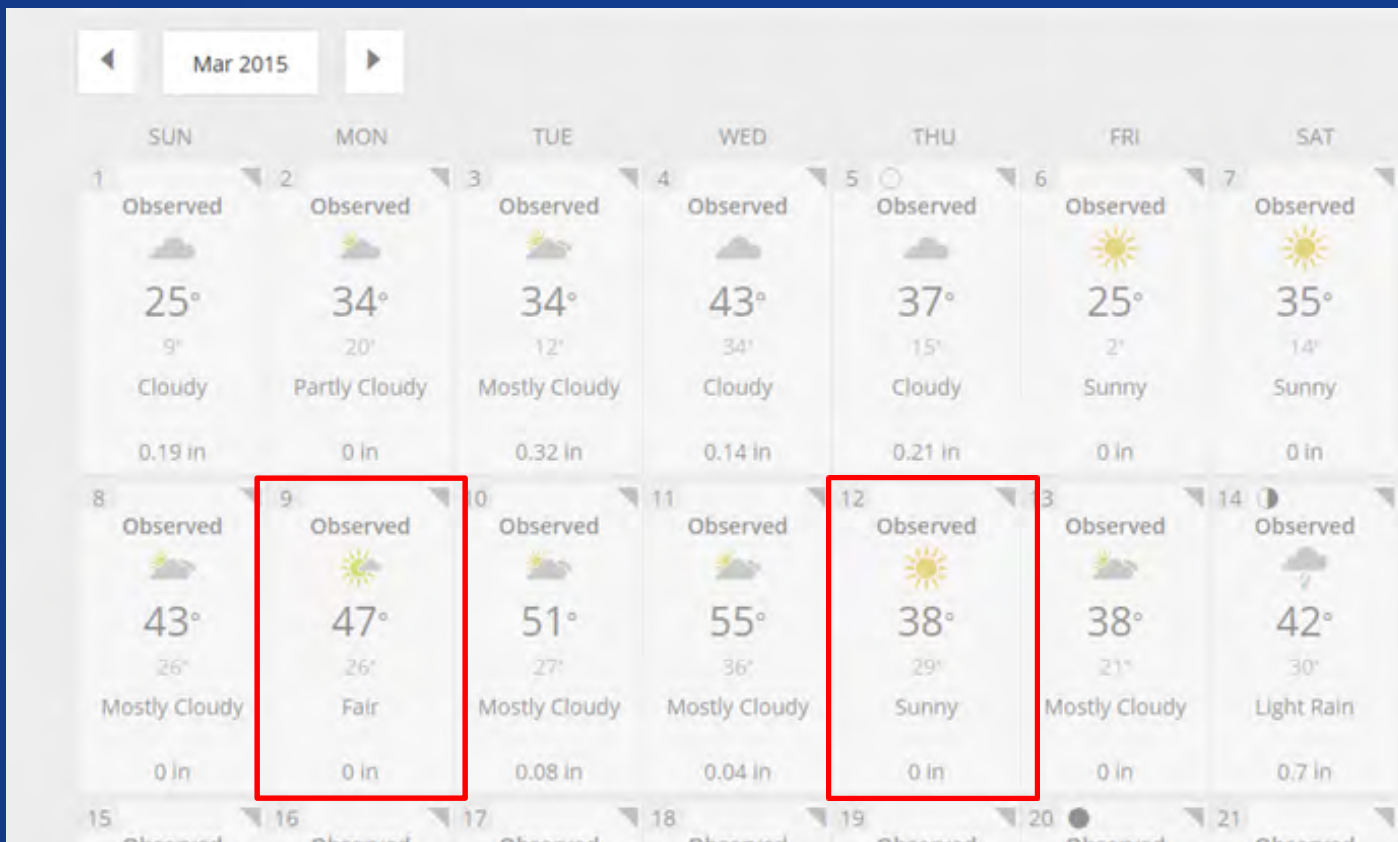 Mar 2015
SUN MON TUE WED THU FRI SAT
1 2 3 4 5 6 7
Observed Observed Observed Observed Observed Observed Observed
25° 34° 34° 43° 37° 25° 35°
9° 20° 12° 34° 15° 2° 14°
Cloudy Partly Cloudy Mostly Cloudy Cloudy Cloudy Sunny Sunny
0.19 in 0 in 0.32 in 0.14 in 0.21 in 0 in 0 in
8 9 10 11 12 13 14
Observed Observed Observed Observed Observed Observed Observed
43° 47° 51° 55° 38° 38° 42°
26° 26° 27° 36° 29° 21° 30°
Mostly Cloudy Fair Mostly Cloudy Mostly Cloudy Sunny Mostly Cloudy Light Rain
0 in 0 in 0.08 in 0.04 in 0 in 0 in 0.7 in
15 16 17 18 19 20 21